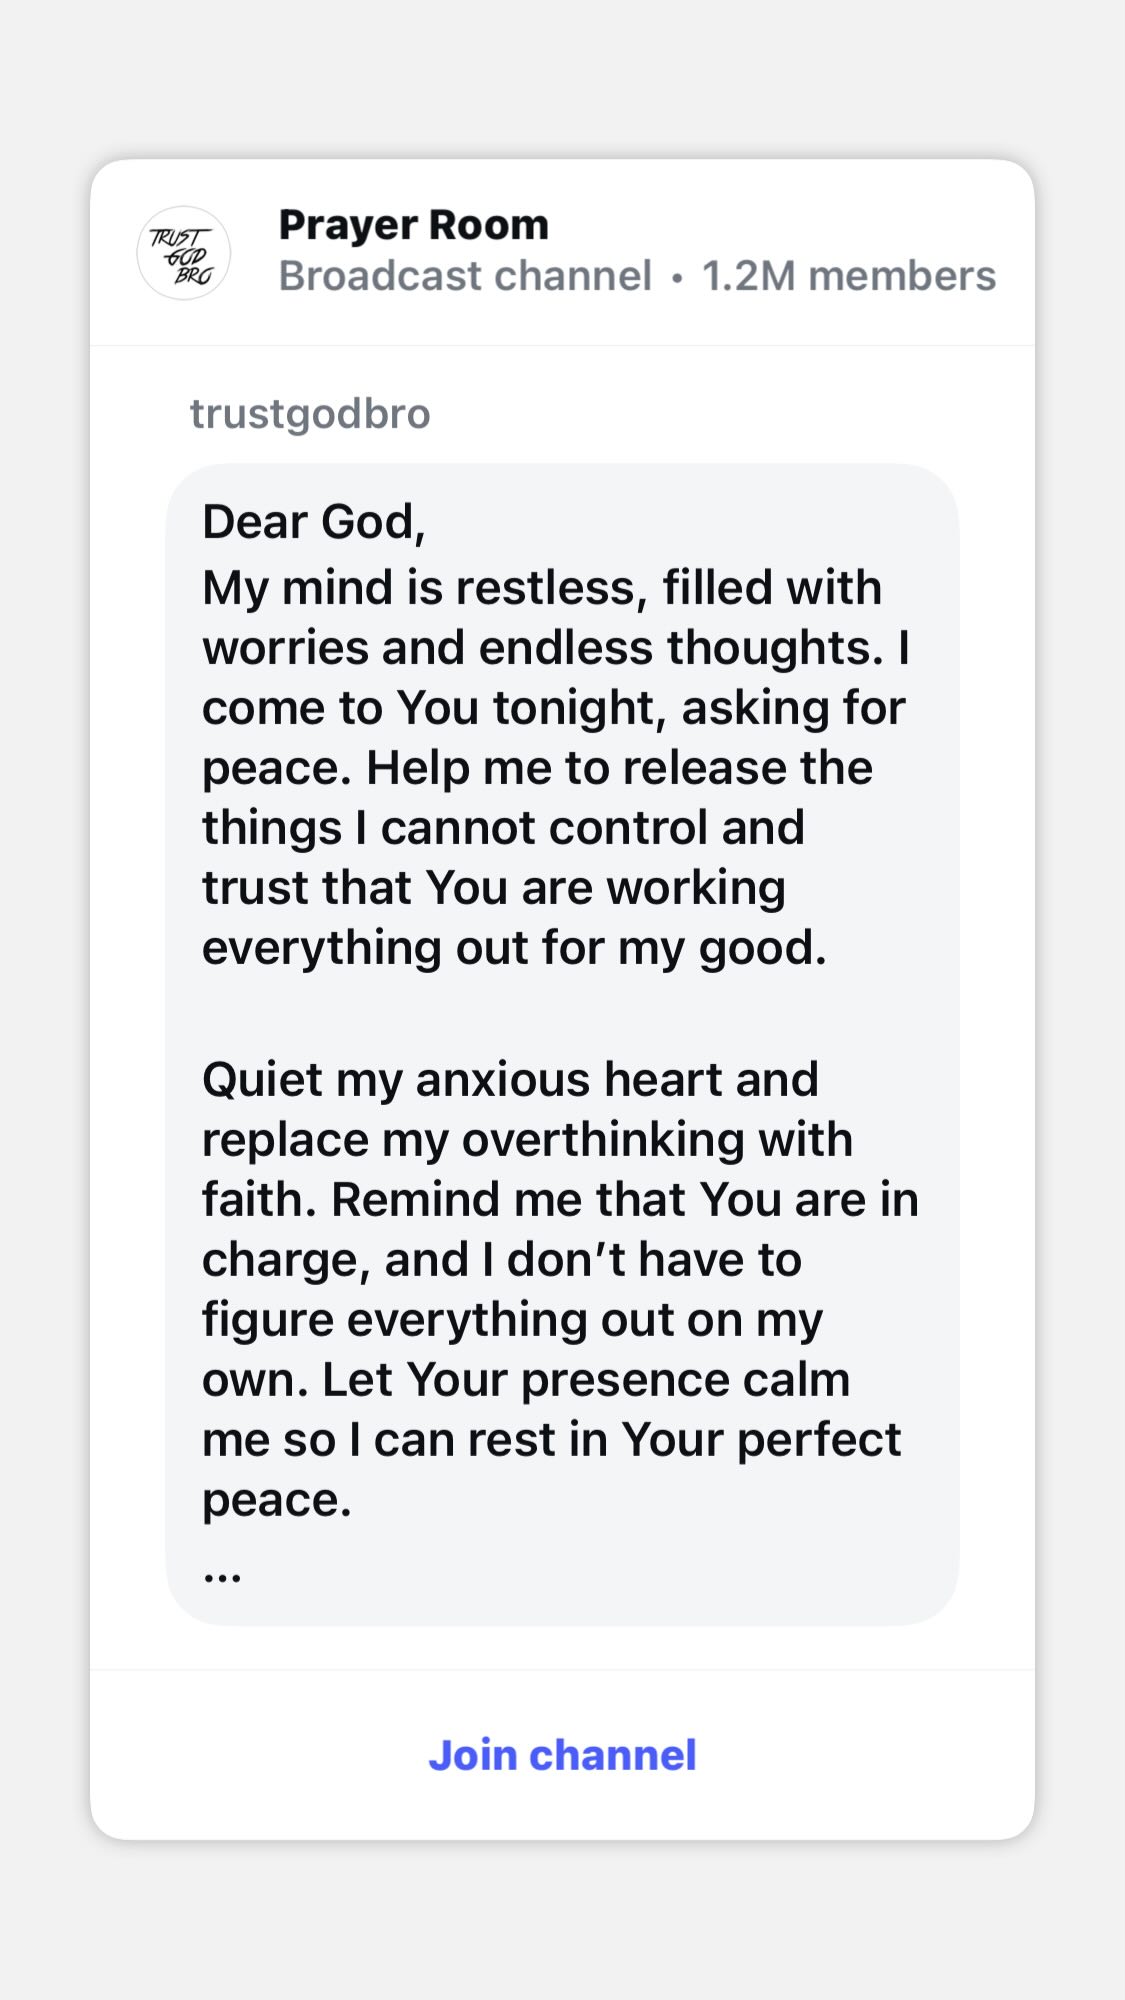 TRUST
GOD
BRO
Prayer Room
Broadcast channel • 1.2M members
trustgodbro
Dear God,
My mind is restless, filled with
worries and endless thoughts. I
come to You tonight, asking for
peace. Help me to release the
things I cannot control and
trust that You are working
everything out for my good.
Quiet my anxious heart and
replace my overthinking with
faith. Remind me that You are in
charge, and I don’t have to
figure everything out on my
own. Let Your presence calm
me so I can rest in Your perfect
peace.
...
Join channel